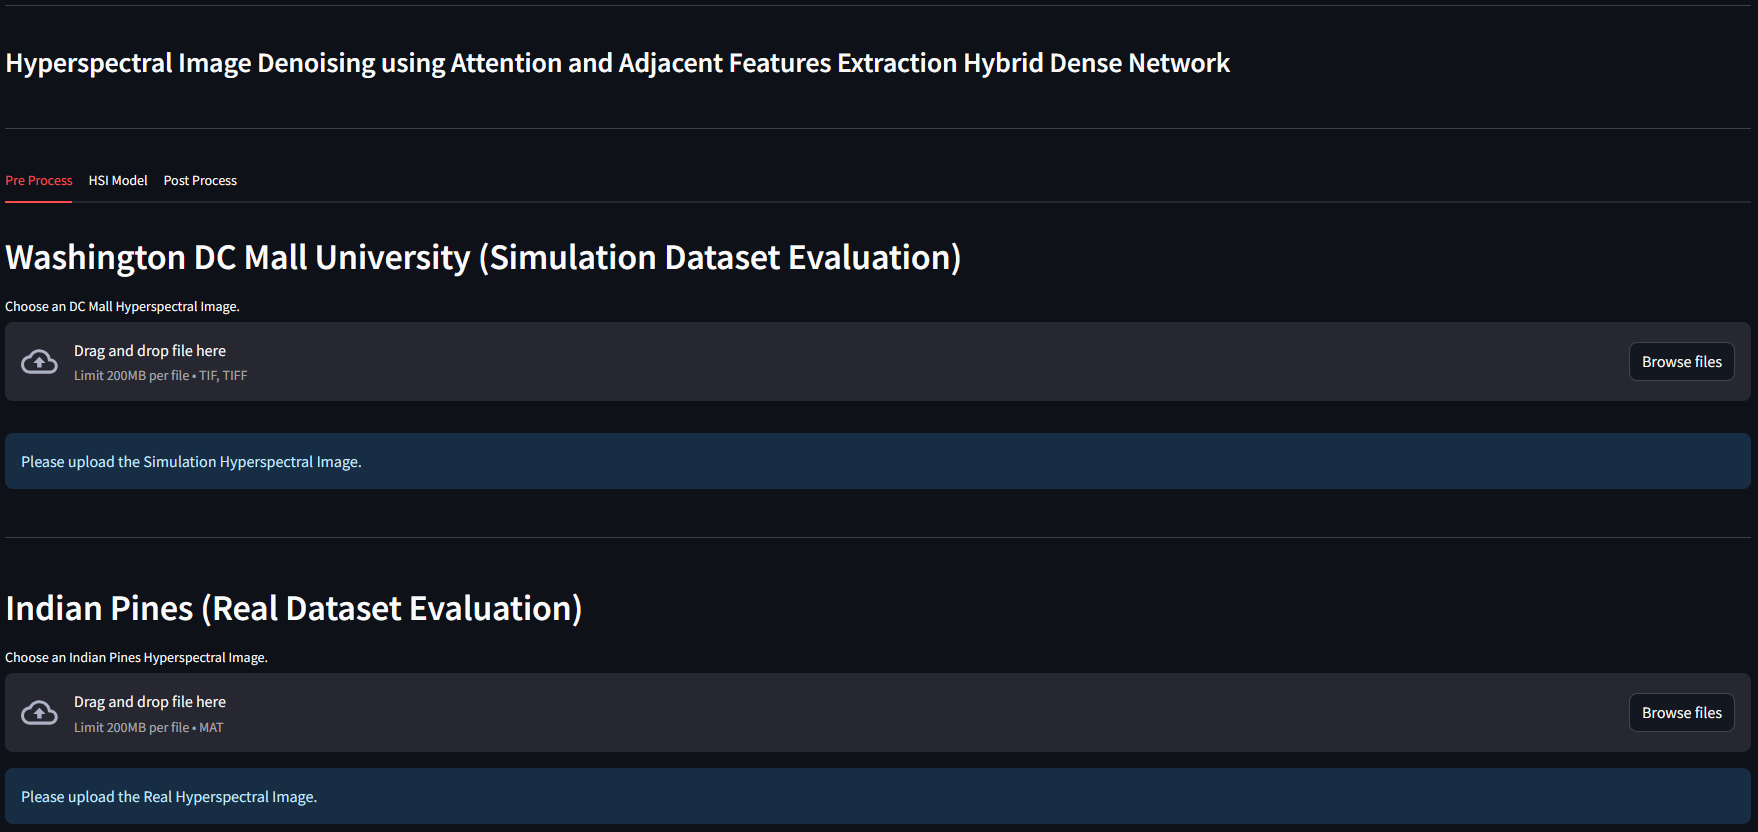 Hyperspectral Image Denoising using Attention and Adjacent Features Extraction Hybrid Dense Network
Pre Process HSI Model Post Process
Washington DC Mall University (Simulation Dataset Evaluation)
Choose an DC Mall Hyperspectral Image.
Drag and drop file here
Limit 200MB per file • TIF, TIFF
Browse files
Please upload the Simulation Hyperspectral Image.
Indian Pines (Real Dataset Evaluation)
Choose an Indian Pines Hyperspectral Image.
Drag and drop file here
Limit 200MB per file • MAT
Browse files
Please upload the Real Hyperspectral Image.